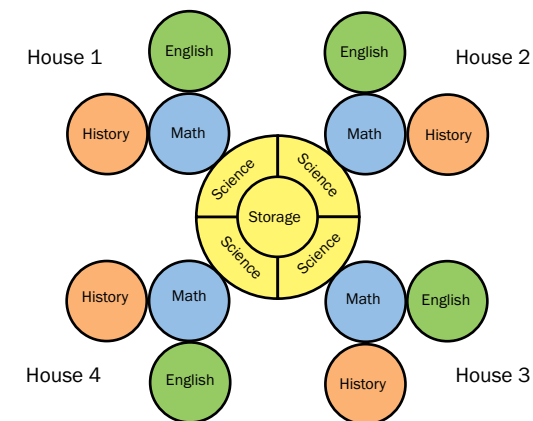 English
English
House 1
House 2
History
Math
Math
History
Science
Science
Storage
Science
Science
History
Math
Math
English
House 4
English
History
House 3